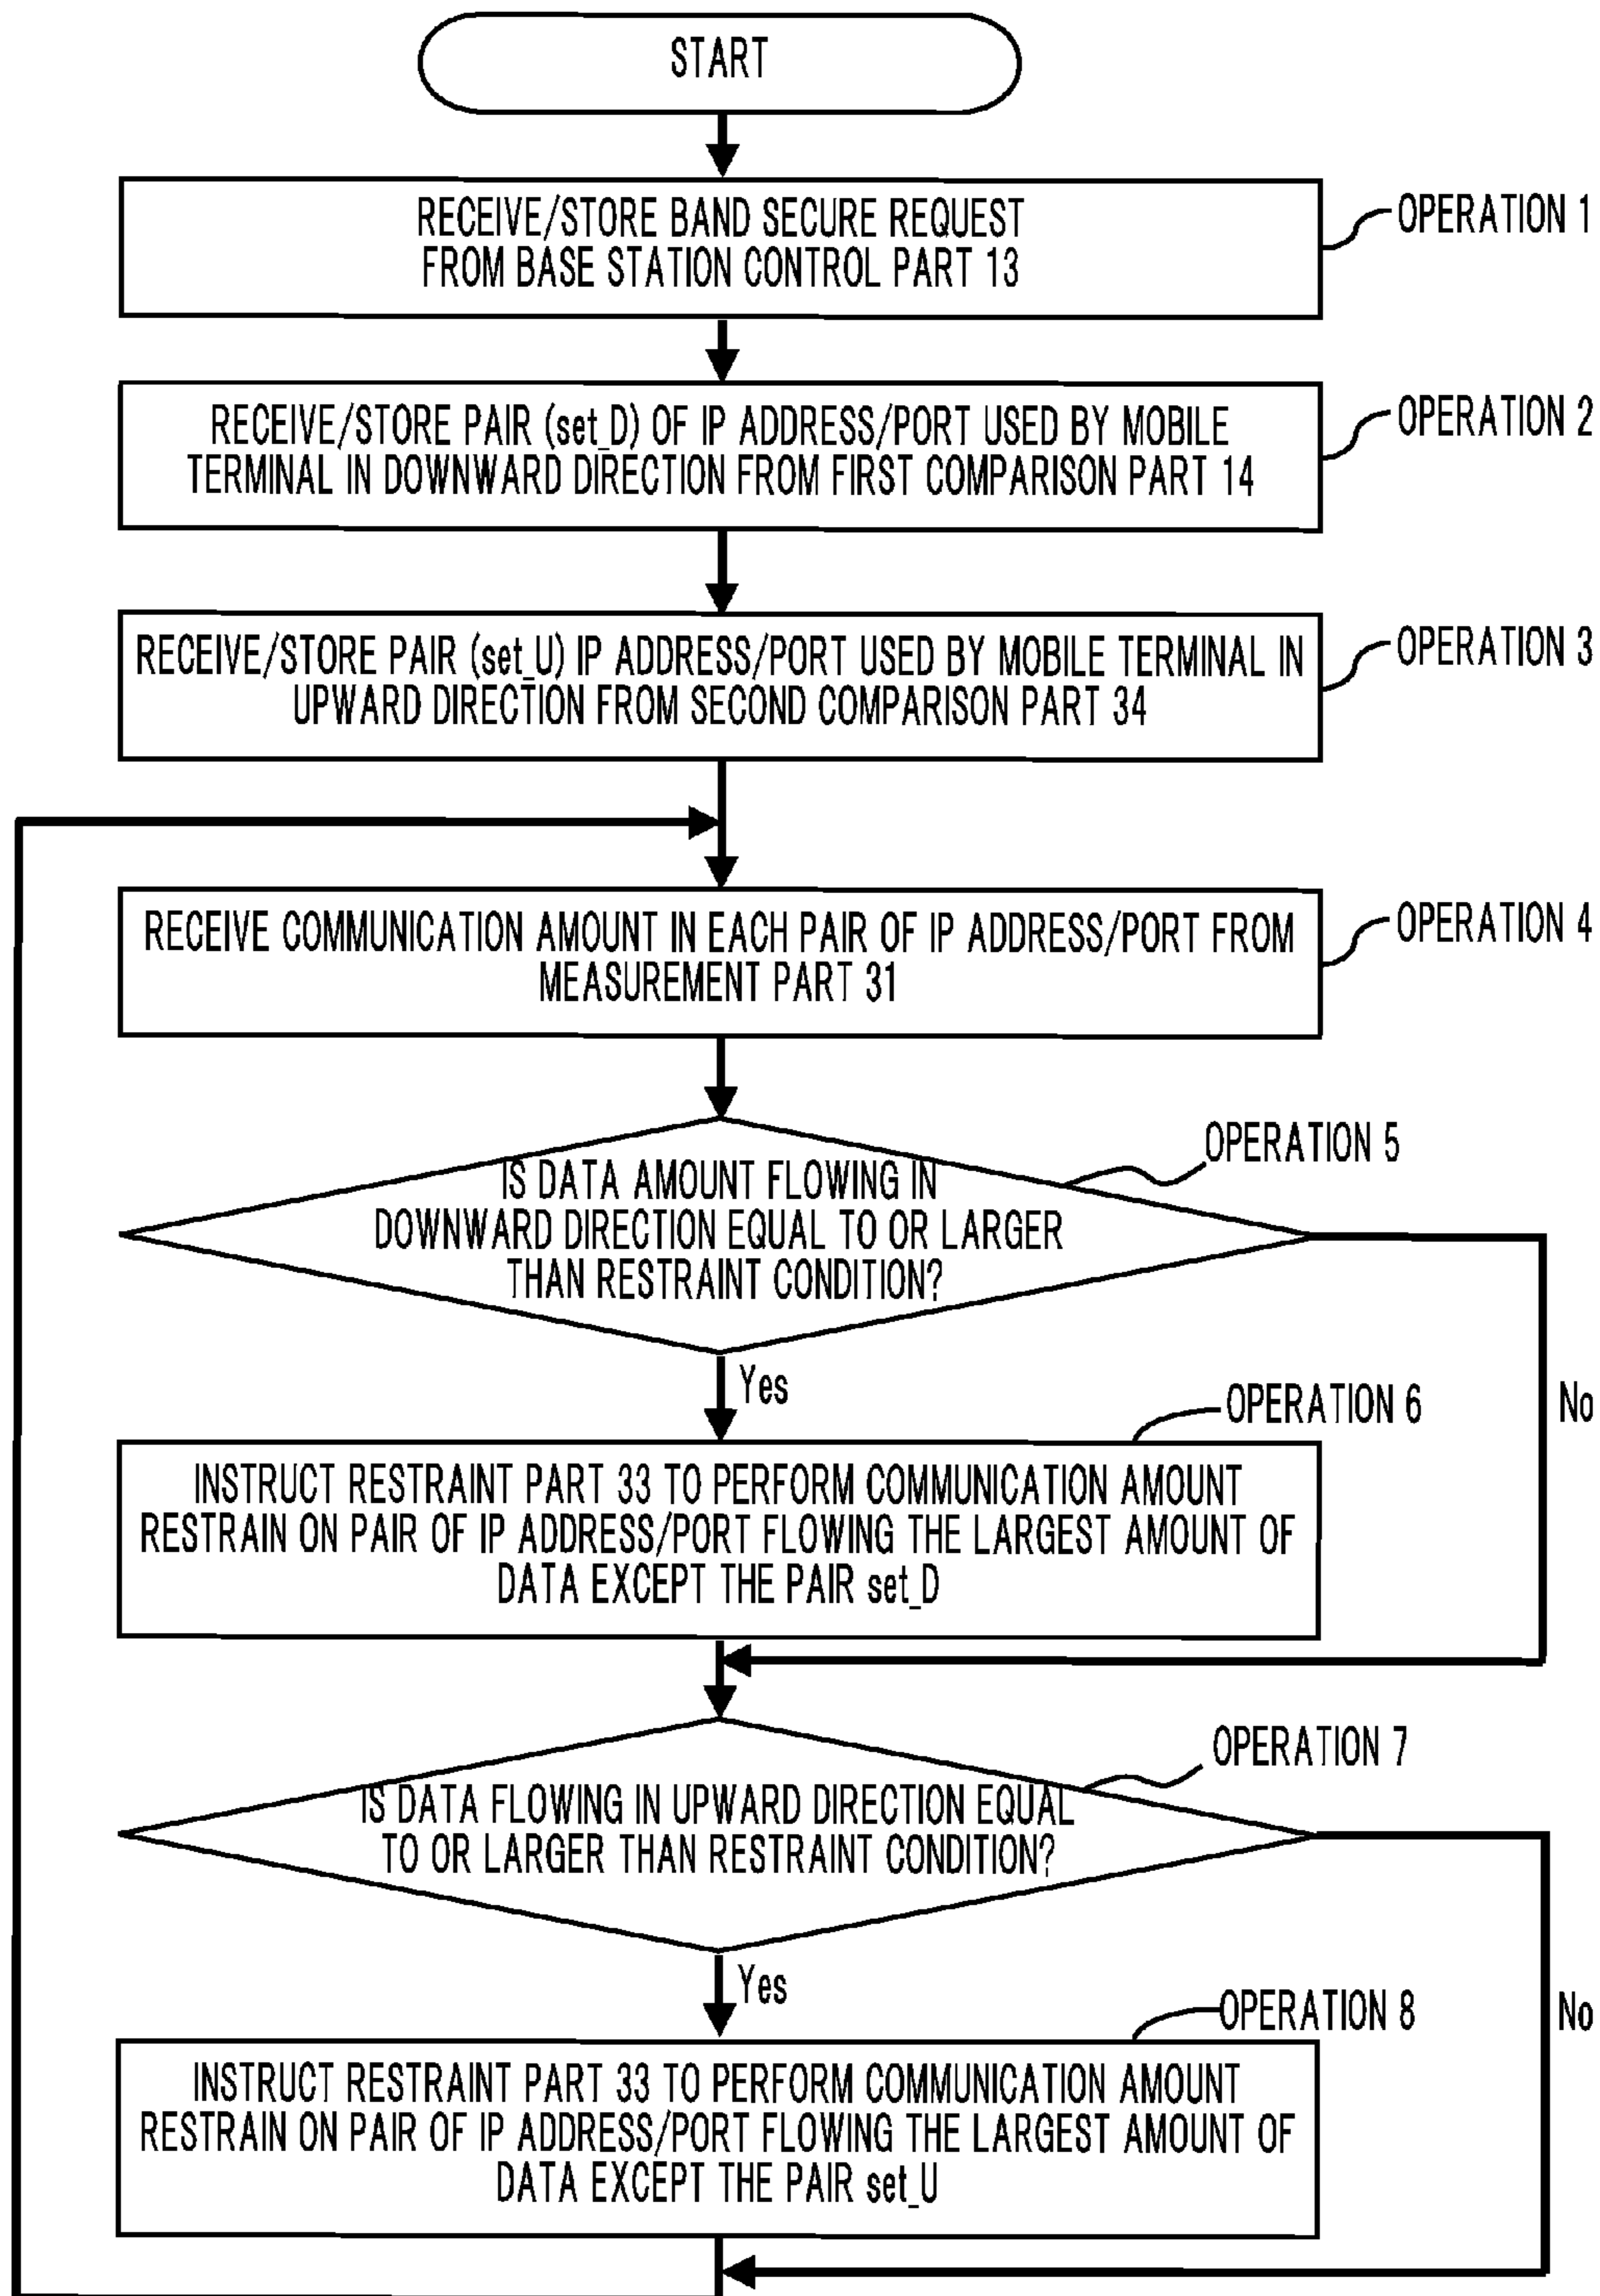 START
RECEIVE/STORE BAND SECURE REQUEST
FROM BASE STATION CONTROL PART 13
OPERATION 1
RECEIVE/STORE PAIR (set_D) OF IP ADDRESS/PORT USED BY MOBILE
TERMINAL IN DOWNWARD DIRECTION FROM FIRST COMPARISON PART 14
OPERATION 2
RECEIVE/STORE PAIR (set_U) IP ADDRESS/PORT USED BY MOBILE TERMINAL IN
UPWARD DIRECTION FROM SECOND COMPARISON PART 34
OPERATION 3
RECEIVE COMMUNICATION AMOUNT IN EACH PAIR OF IP ADDRESS/PORT FROM
MEASUREMENT PART 31
OPERATION 4
OPERATION 5
IS DATA AMOUNT FLOWING IN
DOWNWARD DIRECTION EQUAL TO OR LARGER
THAN RESTRAINT CONDITION?
Yes
No
OPERATION 6
INSTRUCT RESTRAINT PART 33 TO PERFORM COMMUNICATION AMOUNT
RESTRAIN ON PAIR OF IP ADDRESS/PORT FLOWING THE LARGEST AMOUNT OF
DATA EXCEPT THE PAIR set_D
OPERATION 7
IS DATA FLOWING IN UPWARD DIRECTION EQUAL
TO OR LARGER THAN RESTRAINT CONDITION?
Yes
No
OPERATION 8
INSTRUCT RESTRAINT PART 33 TO PERFORM COMMUNICATION AMOUNT
RESTRAIN ON PAIR OF IP ADDRESS/PORT FLOWING THE LARGEST AMOUNT OF
DATA EXCEPT THE PAIR set_U